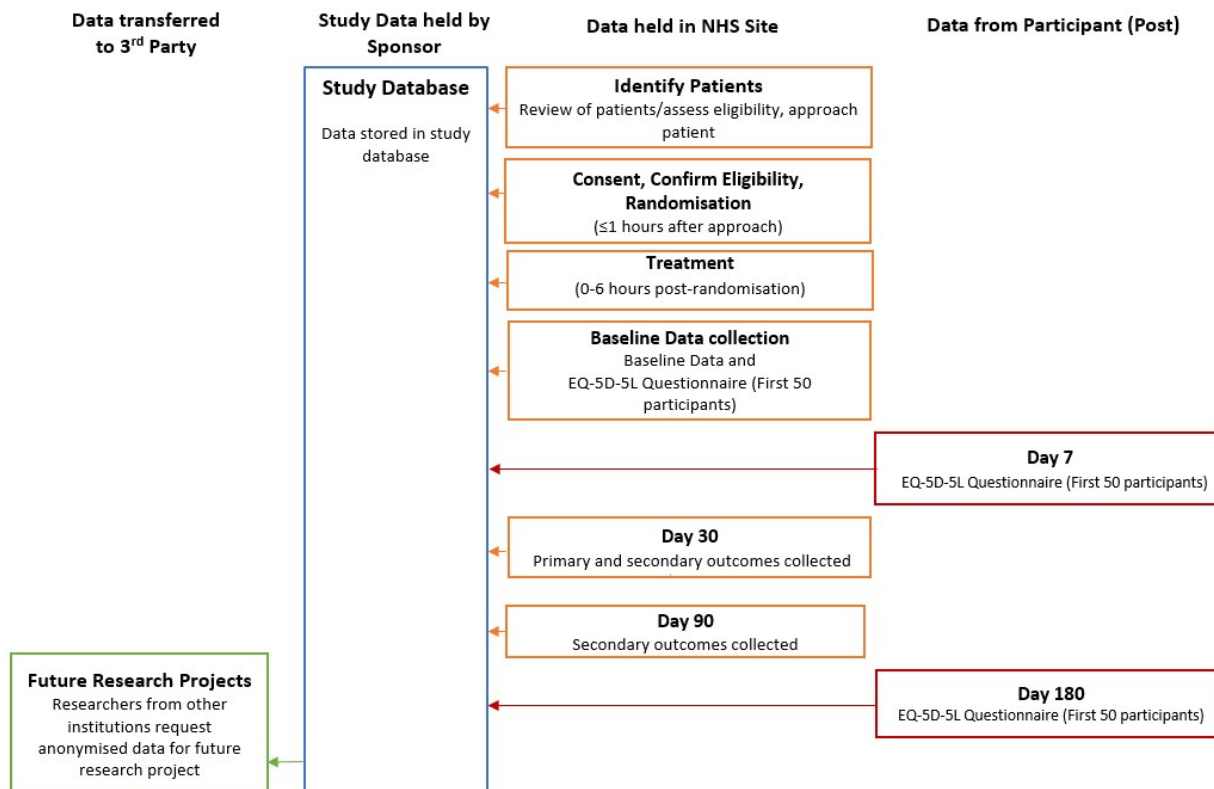 Data transferred
to 3rd Party
Study Data held by
Sponsor
Data held in NHS Site
Data from Participant (Post)
Study Database
Data stored in study
database
Identify Patients
Review of patients/assess eligibility, approach
patient
Consent, Confirm Eligibility,
Randomisation
(≤1 hours after approach)
Treatment
(0-6 hours post-randomisation)
Baseline Data collection
Baseline Data and
EQ-5D-5L Questionnaire (First 50
participants)
Day 7
EQ-5D-5L Questionnaire (First 50 participants)
Day 30
Primary and secondary outcomes collected
Day 90
Secondary outcomes collected
Day 180
EQ-5D-5L Questionnaire (First 50 participants)
Future Research Projects
Researchers from other
institutions request
anonymised data for future
research project